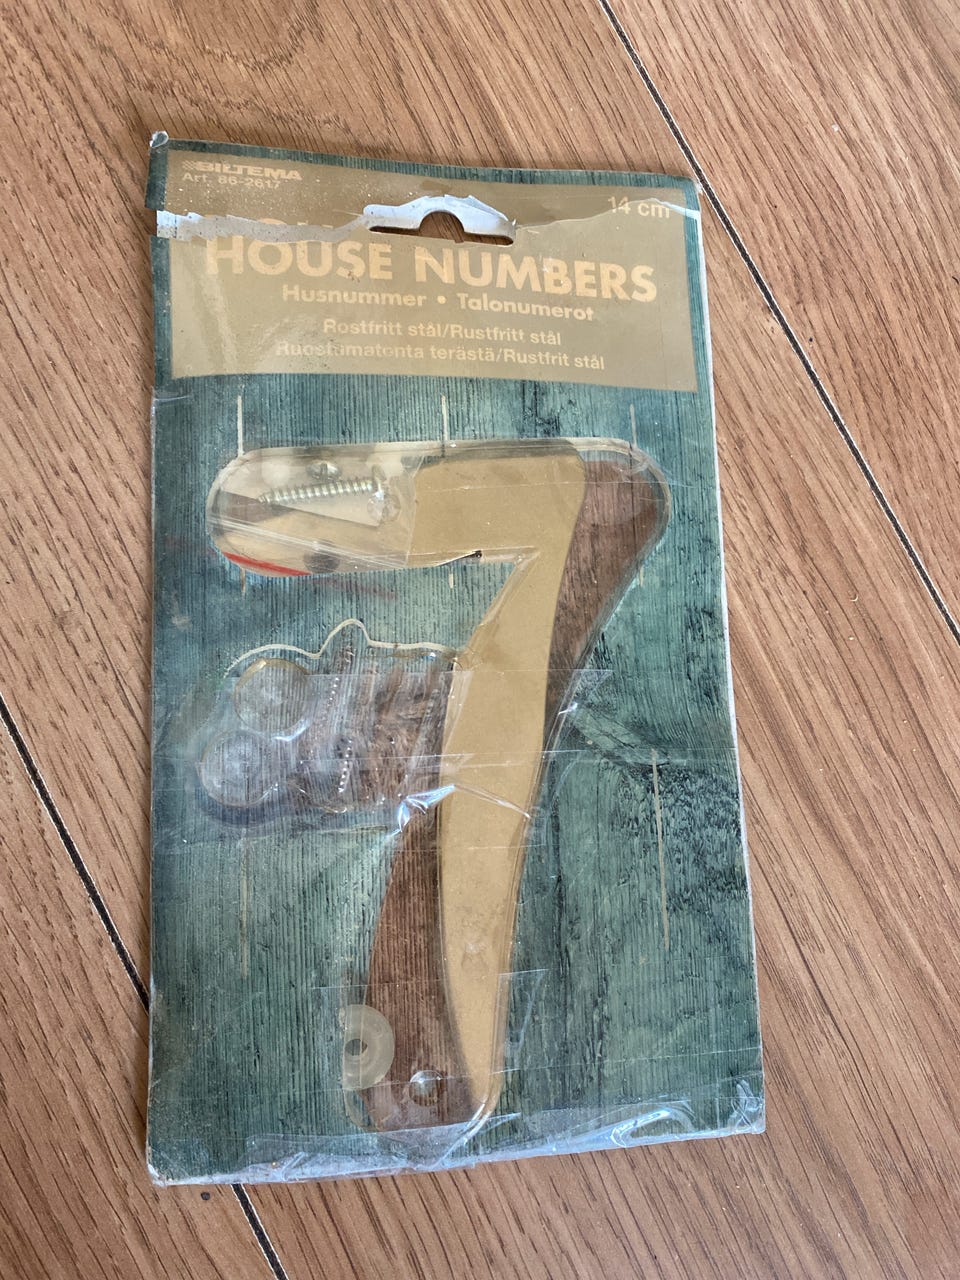 BILTEMA
Art. 86-2617
14 cm
HOUSE NUMBERS
Husnummer • Talonumerot
Rostfritt stål/Rustfritt stål
Ruostumatonta terästä/Rustfrit stål